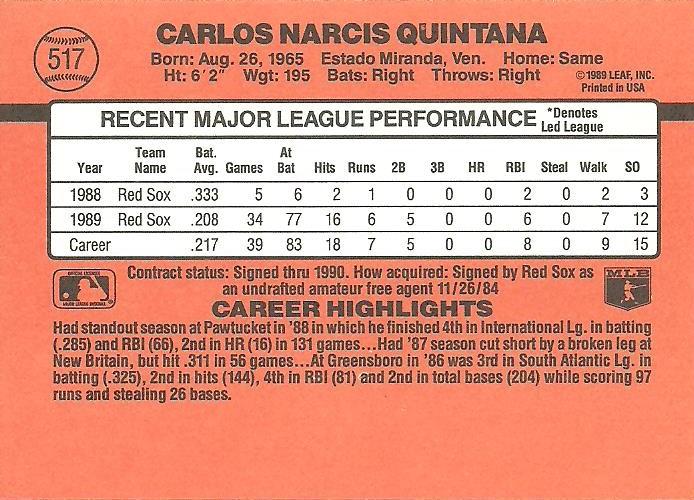 517
CARLOS NARCIS QUINTANA
Born: Aug. 26, 1965 Estado Miranda, Ven. Home: Same
Ht: 6'2" Wgt: 195 Bats: Right Throws: Right
©1989 LEAF, INC.
Printed in USA
RECENT MAJOR LEAGUE PERFORMANCE *Denotes Led League
Year Team Name Bat. Avg. Games At Bat Hits Runs 2B 3B HR RBI Steal Walk SO
1988 Red Sox .333 5 6 2 1 0 0 0 2 0 2 3
1989 Red Sox .208 34 77 16 6 5 0 0 6 0 7 12
Career .217 39 83 18 7 5 0 0 8 0 9 15
OFFICIAL LICENSEE
MAJOR LEAGUE BASEBALL
Contract status: Signed thru 1990. How acquired: Signed by Red Sox as
an undrafted amateur free agent 11/26/84
MLB
CAREER HIGHLIGHTS
Had standout season at Pawtucket in '88 in which he finished 4th in International Lg. in batting
(.285) and RBI (66), 2nd in HR (16) in 131 games...Had '87 season cut short by a broken leg at
New Britain, but hit .311 in 56 games...At Greensboro in '86 was 3rd in South Atlantic Lg. in
batting (.325), 2nd in hits (144), 4th in RBI (81) and 2nd in total bases (204) while scoring 97
runs and stealing 26 bases.